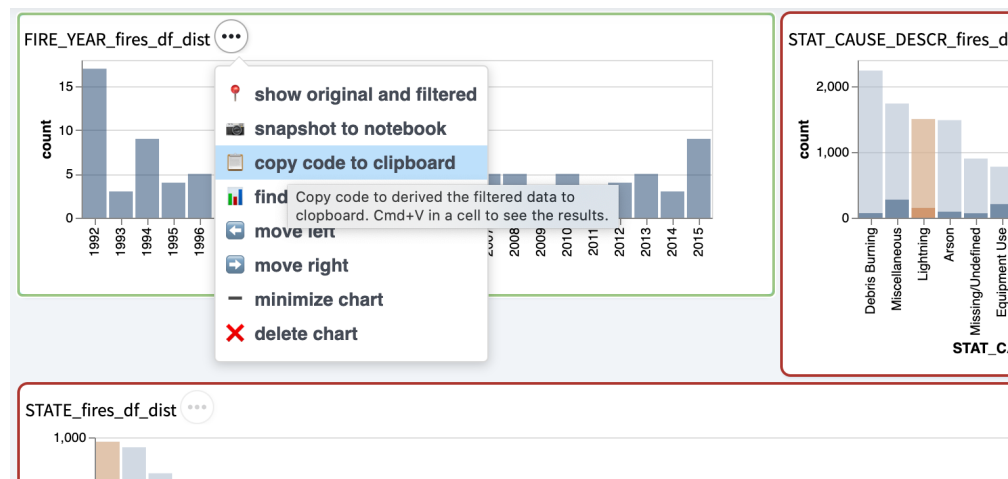 FIRE_YEAR_fires_df_dist
count
15
10
5
0
1992
1993
1994
1995
1996
2008
2009
2010
2011
2012
2013
2014
2015
show original and filtered
snapshot to notebook
copy code to clipboard
find
Copy code to derived the filtered data to
clopboard. Cmd+V in a cell to see the results.
move left
move right
minimize chart
delete chart
STAT_CAUSE_DESCR_fires_d
count
2,000
1,000
0
Debris Burning
Miscellaneous
Lightning
Arson
Missing/Undefined
Equipment Use
STAT_C
STATE_fires_df_dist
1,000